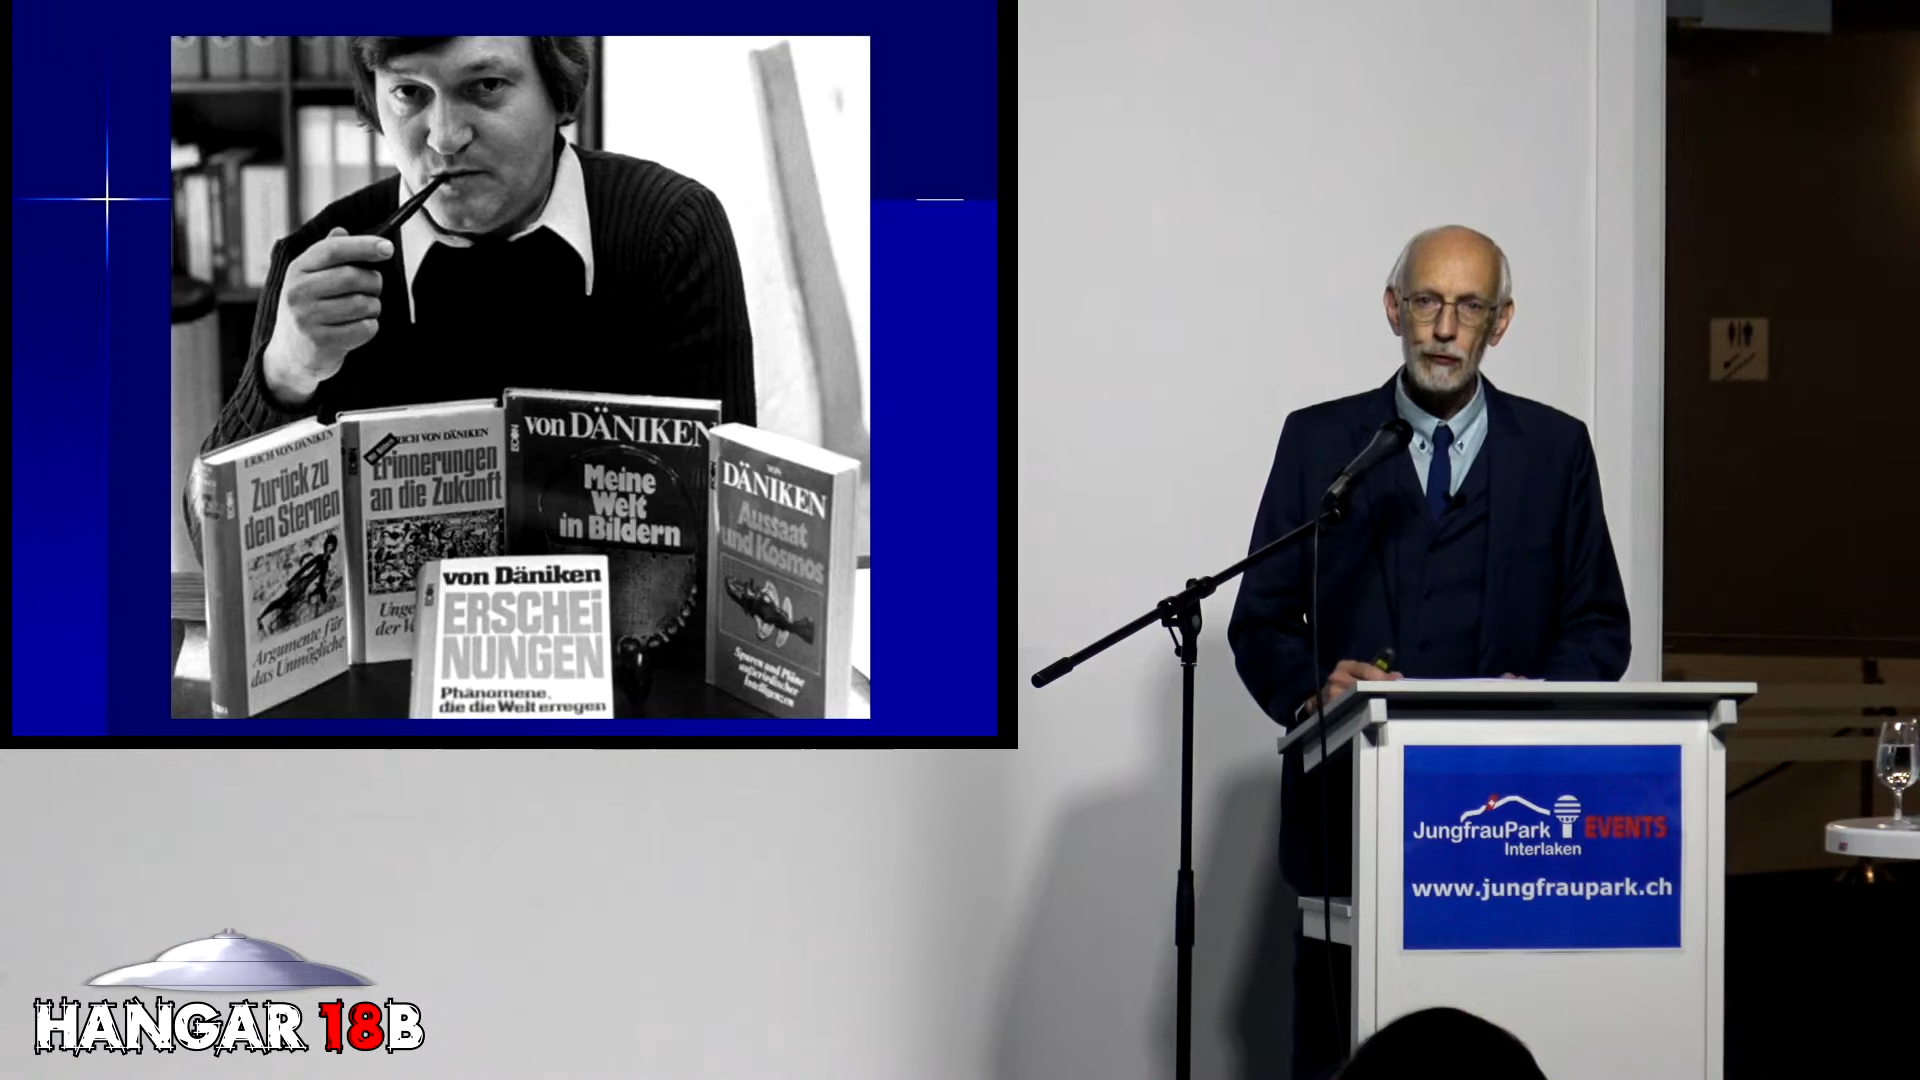 ERICH VON DÄNIKEN
Zurück zu
den Sternen
Argumente für
das Unmögliche
ERICH VON DÄNIKEN
Erinnerungen
an die Zukunft
von DÄNIKEN
Meine
Welt
in Bildern
ECON
von Däniken
ERSCHEi
NUNGEN
Phänomene,
die die Welt erregen
VON
DÄNIKEN
Aussaat
und Kosmos
Spuren und Pläne
außerirdischer
Intelligenzen
JungfrauPark EVENTS
Interlaken
www.jungfraupark.ch
HANGAR 18B